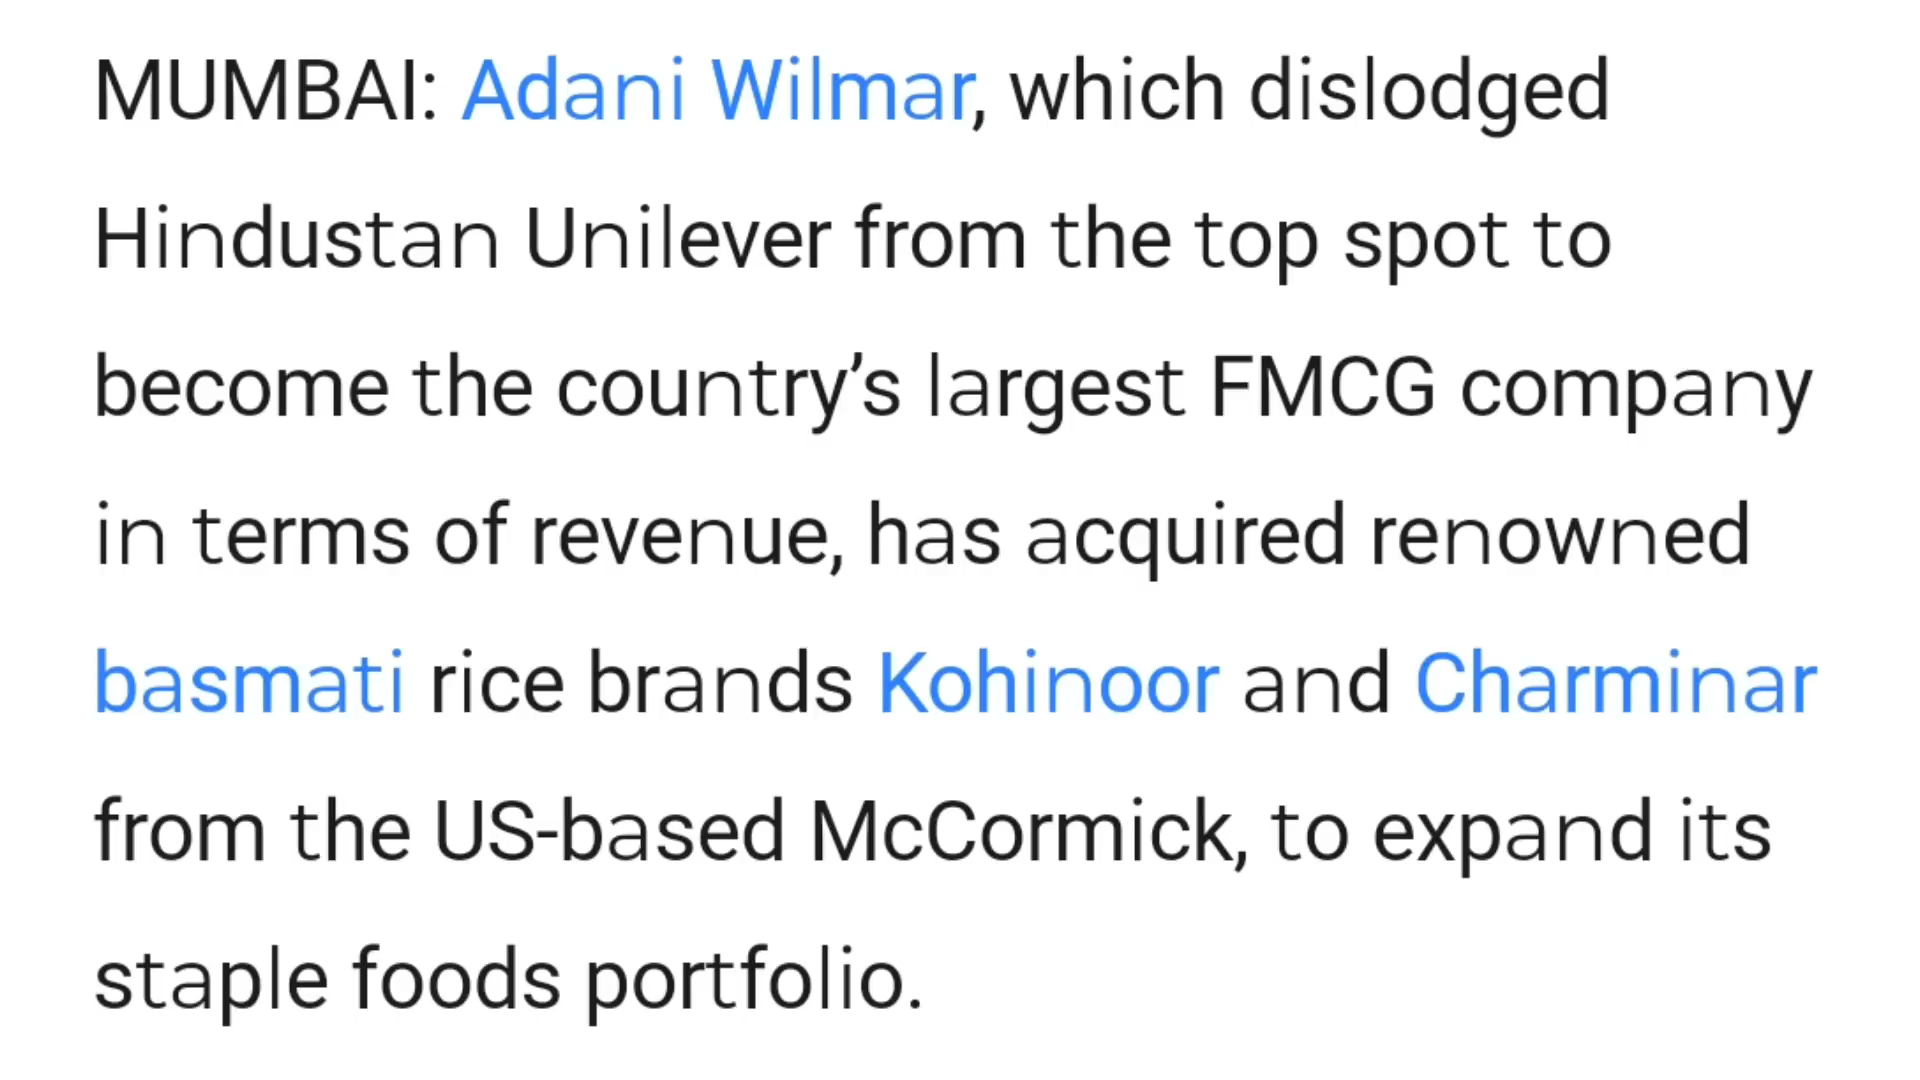 MUMBAI: Adani Wilmar, which dislodged
Hindustan Unilever from the top spot to
become the country’s largest FMCG company
in terms of revenue, has acquired renowned
basmati rice brands Kohinoor and Charminar
from the US-based McCormick, to expand its
staple foods portfolio.